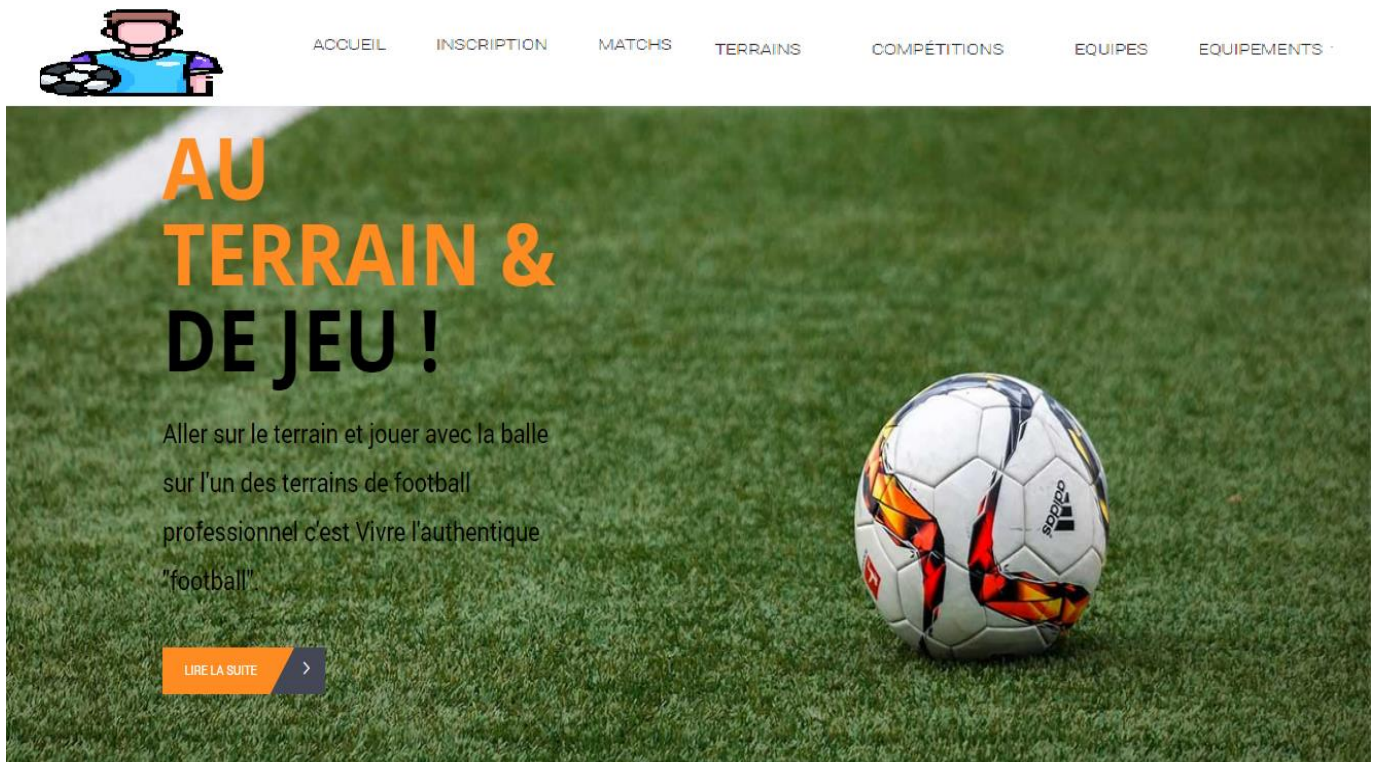 ACCUEIL INSCRIPTION MATCHS TERRAINS COMPÉTITIONS EQUIPES EQUIPEMENTS
AU
TERRAIN &
DE JEU !
Aller sur le terrain et jouer avec la balle
sur l'un des terrains de football
professionnel c'est Vivre l'authentique
"football".
LIRE LA SUITE
adidas